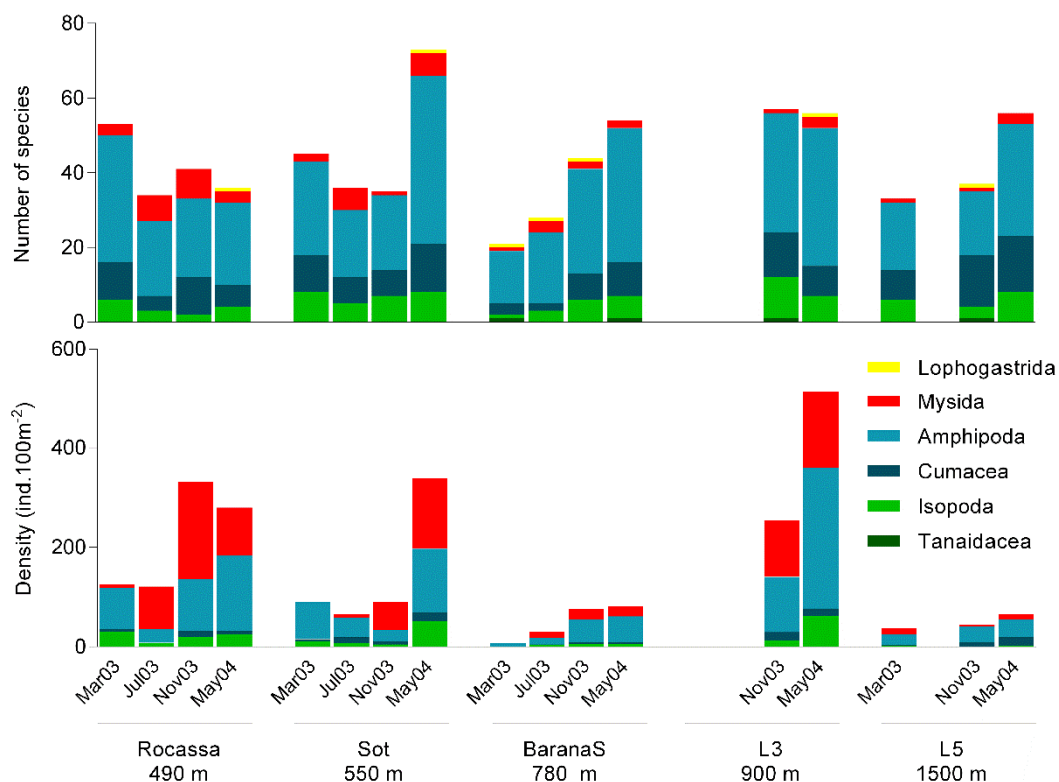 80
60
40
20
0
Number of species
600
400
200
0
Density (ind.100m-2)
Lophogastrida
Mysida
Amphipoda
Cumacea
Isopoda
Tanaidacea
Mar03 Jul03 Nov03 May04 Mar03 Jul03 Nov03 May04 Mar03 Jul03 Nov03 May04 Nov03 May04 Mar03 Nov03 May04
Rocassa Sot BaranaS L3 L5
490 m 550 m 780 m 900 m 1500 m